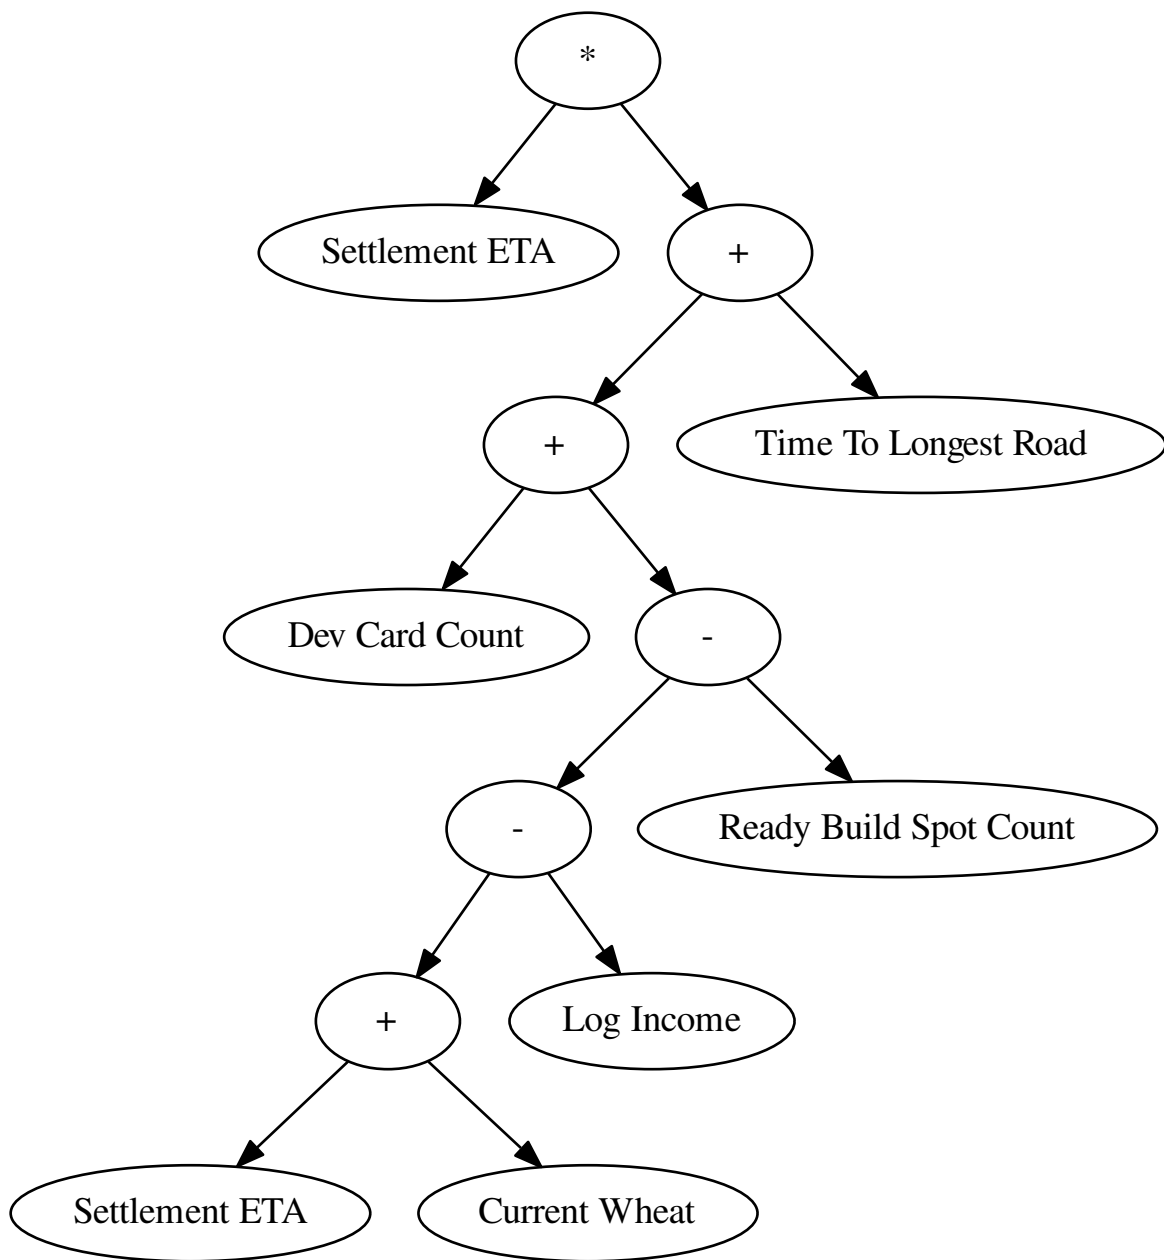 *
Settlement ETA
+
+
Time To Longest Road
Dev Card Count
-
-
Ready Build Spot Count
+
Log Income
Settlement ETA
Current Wheat